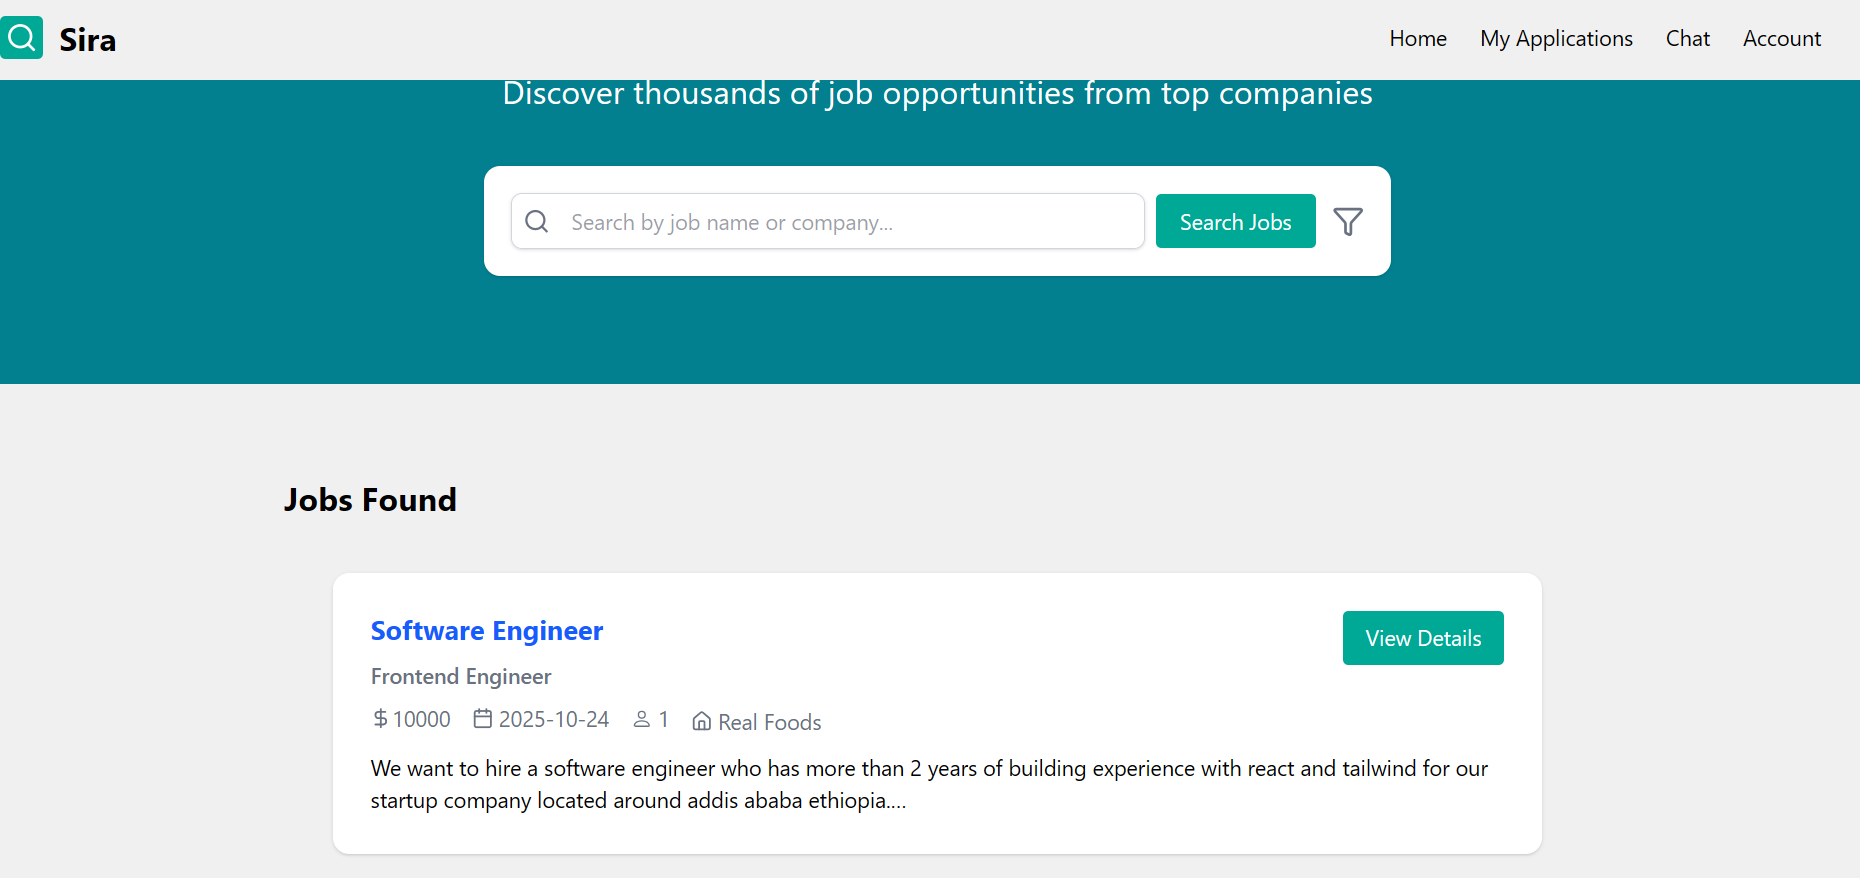 Sira
Home My Applications Chat Account
Discover thousands of job opportunities from top companies
Search by job name or company...
Search Jobs
Jobs Found
Software Engineer
View Details
Frontend Engineer
$ 10000 2025-10-24 1 Real Foods
We want to hire a software engineer who has more than 2 years of building experience with react and tailwind for our
startup company located around addis ababa ethiopia....